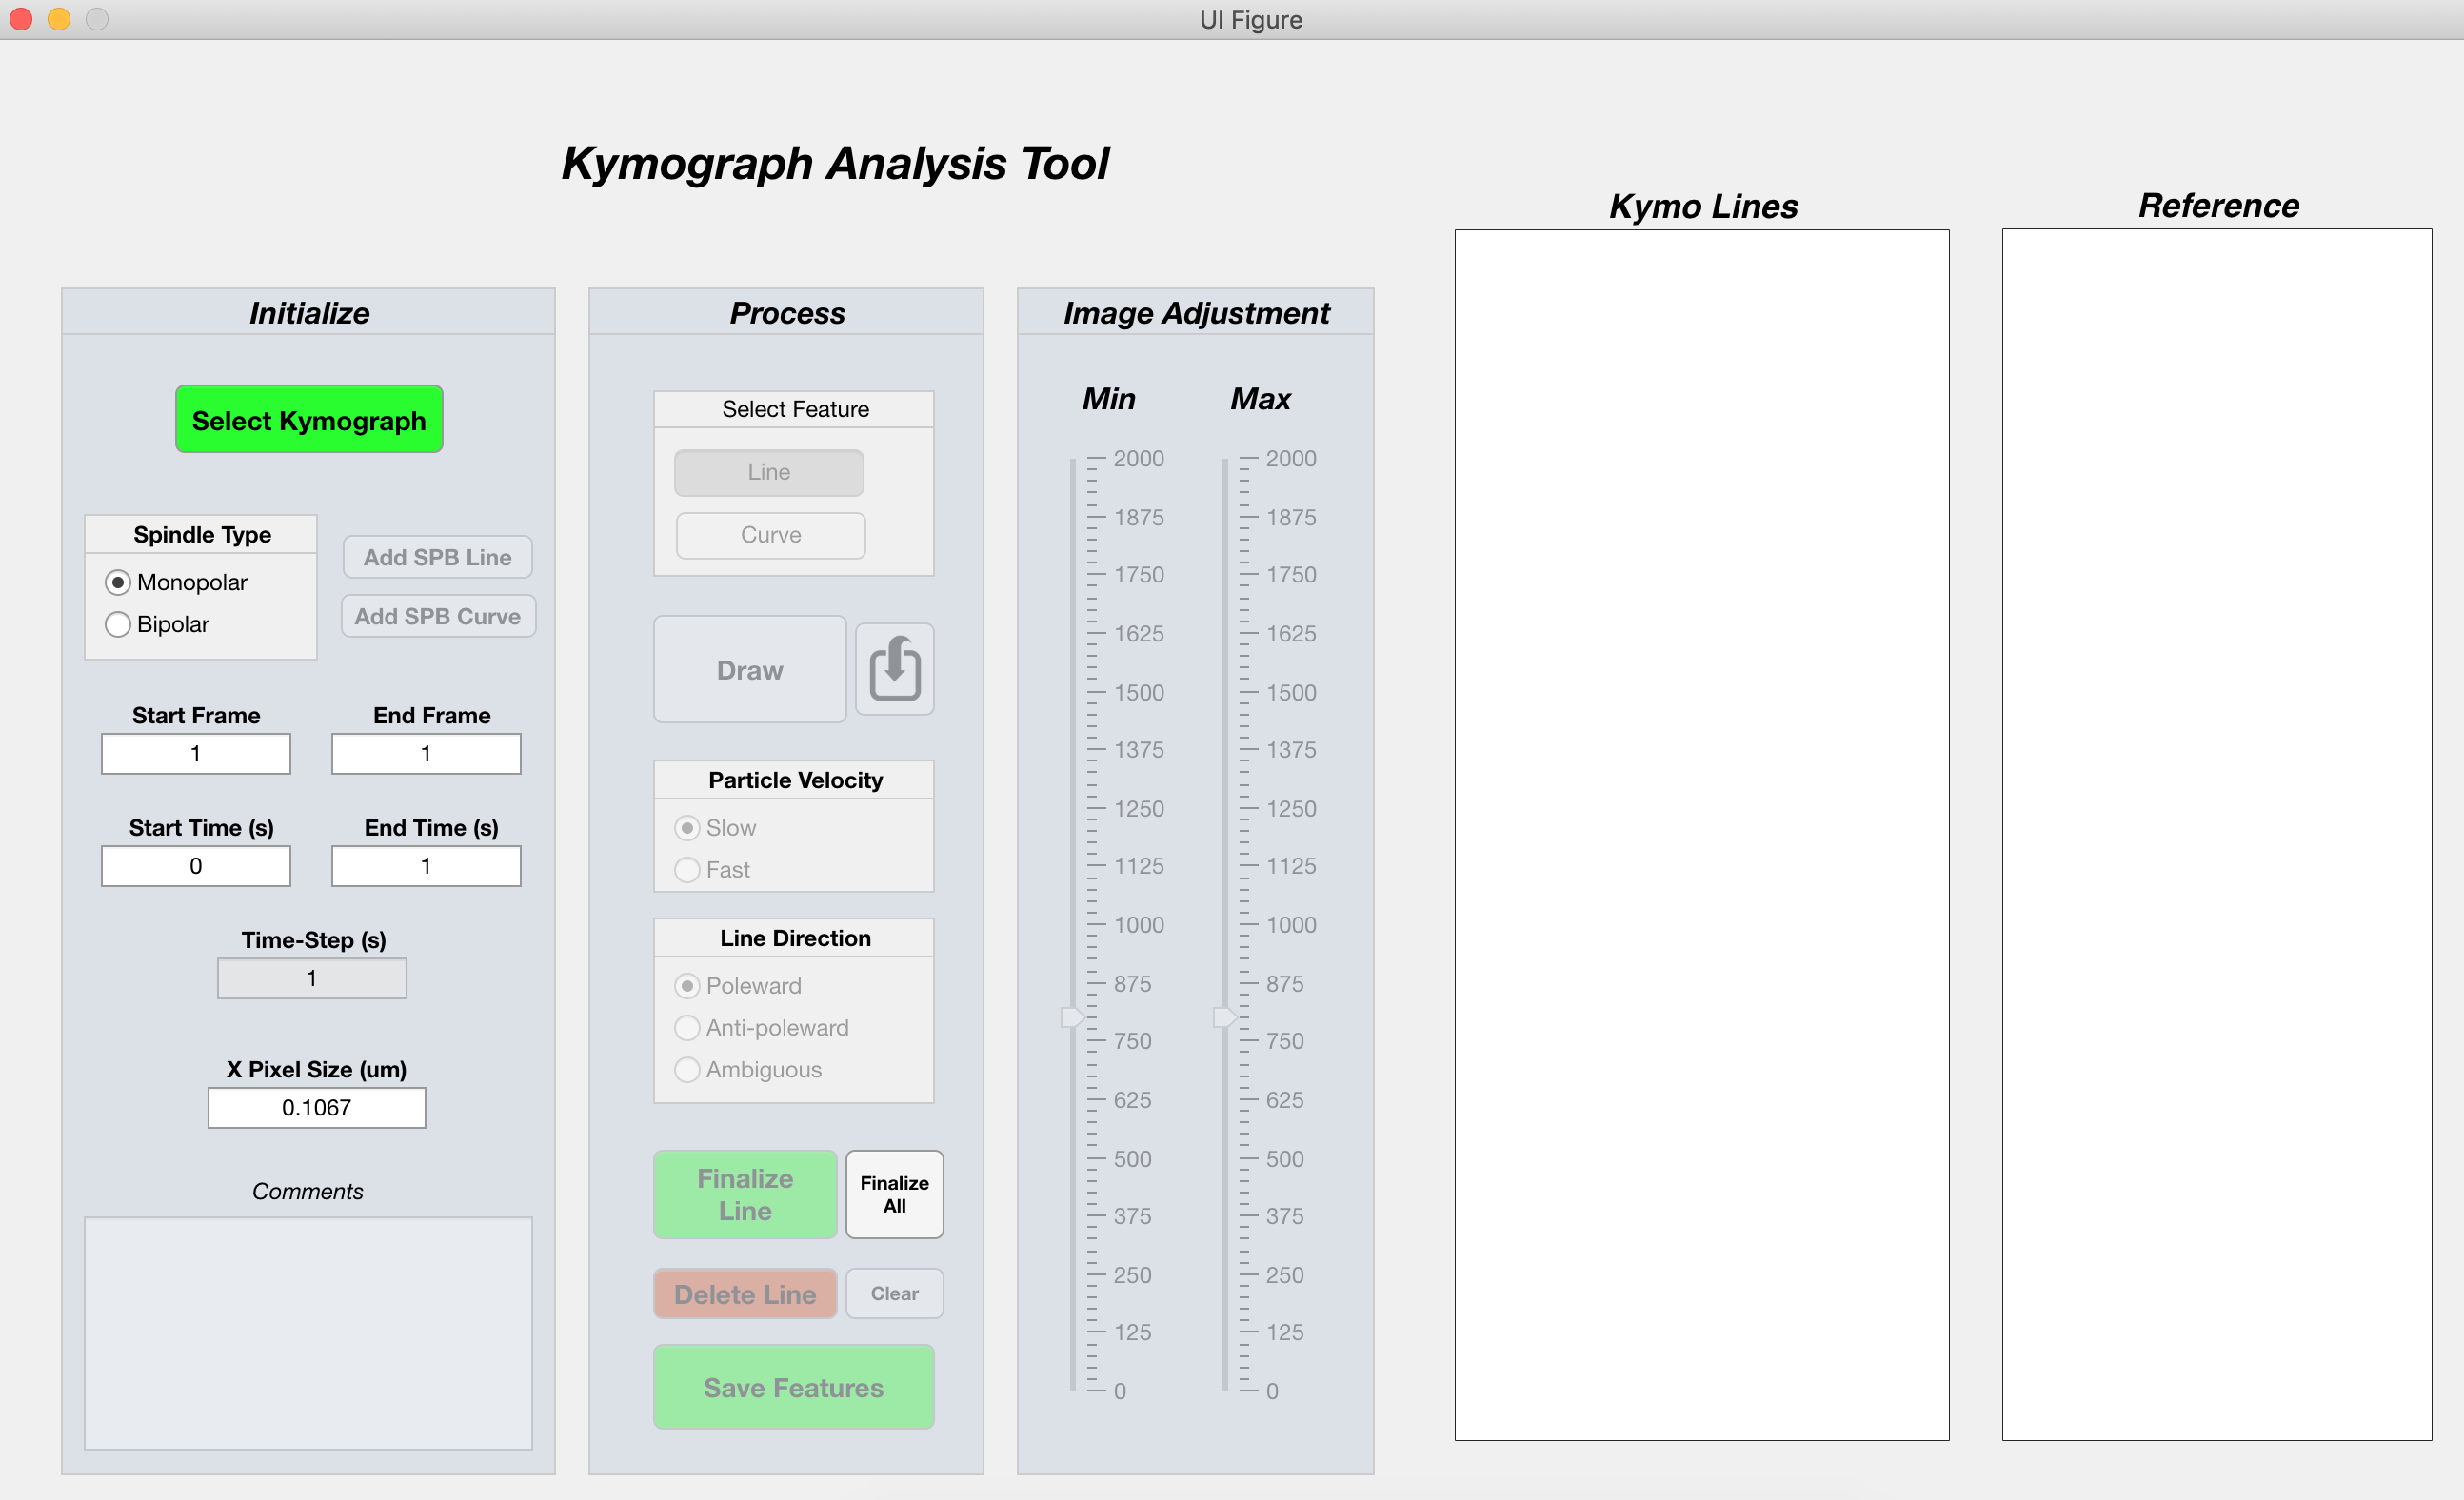 UI Figure
Kymograph Analysis Tool
Kymo Lines
Reference
Initialize
Select Kymograph
Spindle Type
Monopolar
Bipolar
Add SPB Line
Add SPB Curve
Start Frame
End Frame
1
1
Start Time (s)
End Time (s)
0
1
Time-Step (s)
1
X Pixel Size (um)
0.1067
Comments
Process
Select Feature
Line
Curve
Draw
Particle Velocity
Slow
Fast
Line Direction
Poleward
Anti-poleward
Ambiguous
Finalize
Line
Finalize
All
Delete Line
Clear
Save Features
Image Adjustment
Min
Max
2000
2000
1875
1875
1750
1750
1625
1625
1500
1500
1375
1375
1250
1250
1125
1125
1000
1000
875
875
750
750
625
625
500
500
375
375
250
250
125
125
0
0